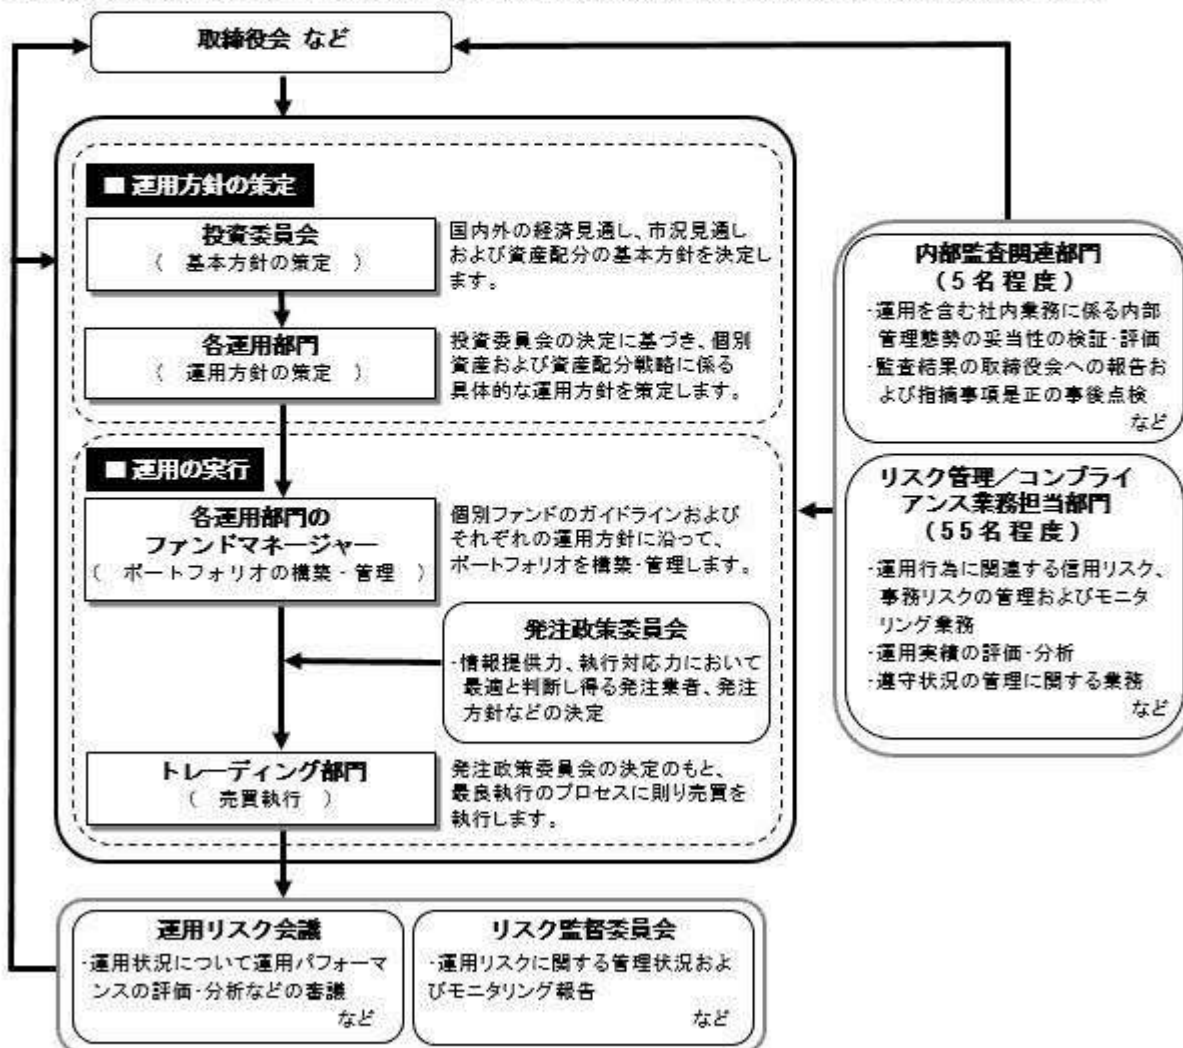 取締役会 など
■ 運用方針の策定
投資委員会
( 基本方針の策定 )
国内外の経済見通し、市況見通し
および資産配分の基本方針を決定し
ます。
各運用部門
( 運用方針の策定 )
投資委員会の決定に基づき、個別
資産および資産配分戦略に係る
具体的な運用方針を策定します。
■ 運用の実行
各運用部門の
ファンドマネージャー
( ポートフォリオの構築・管理 )
個別ファンドのガイドラインおよび
それぞれの運用方針に沿って、
ポートフォリオを構築・管理します。
発注政策委員会
・情報提供力、執行対応力において
最適と判断し得る発注業者、発注
方針などの決定
トレーディング部門
( 売買執行 )
発注政策委員会の決定のもと、
最良執行のプロセスに則り売買を
執行します。
内部監査関連部門
(5名程度)
・運用を含む社内業務に係る内部
管理態勢の妥当性の検証・評価
・監査結果の取締役会への報告お
よび指摘事項是正の事後点検
など
リスク管理/コンプライ
アンス業務担当部門
(55名程度)
・運用行為に関連する信用リスク、
事務リスクの管理およびモニタ
リング業務
・運用実績の評価・分析
・遵守状況の管理に関する業務
など
運用リスク会議
・運用状況について運用パフォーマ
ンスの評価・分析などの審議
など
リスク監督委員会
・運用リスクに関する管理状況およ
びモニタリング報告
など